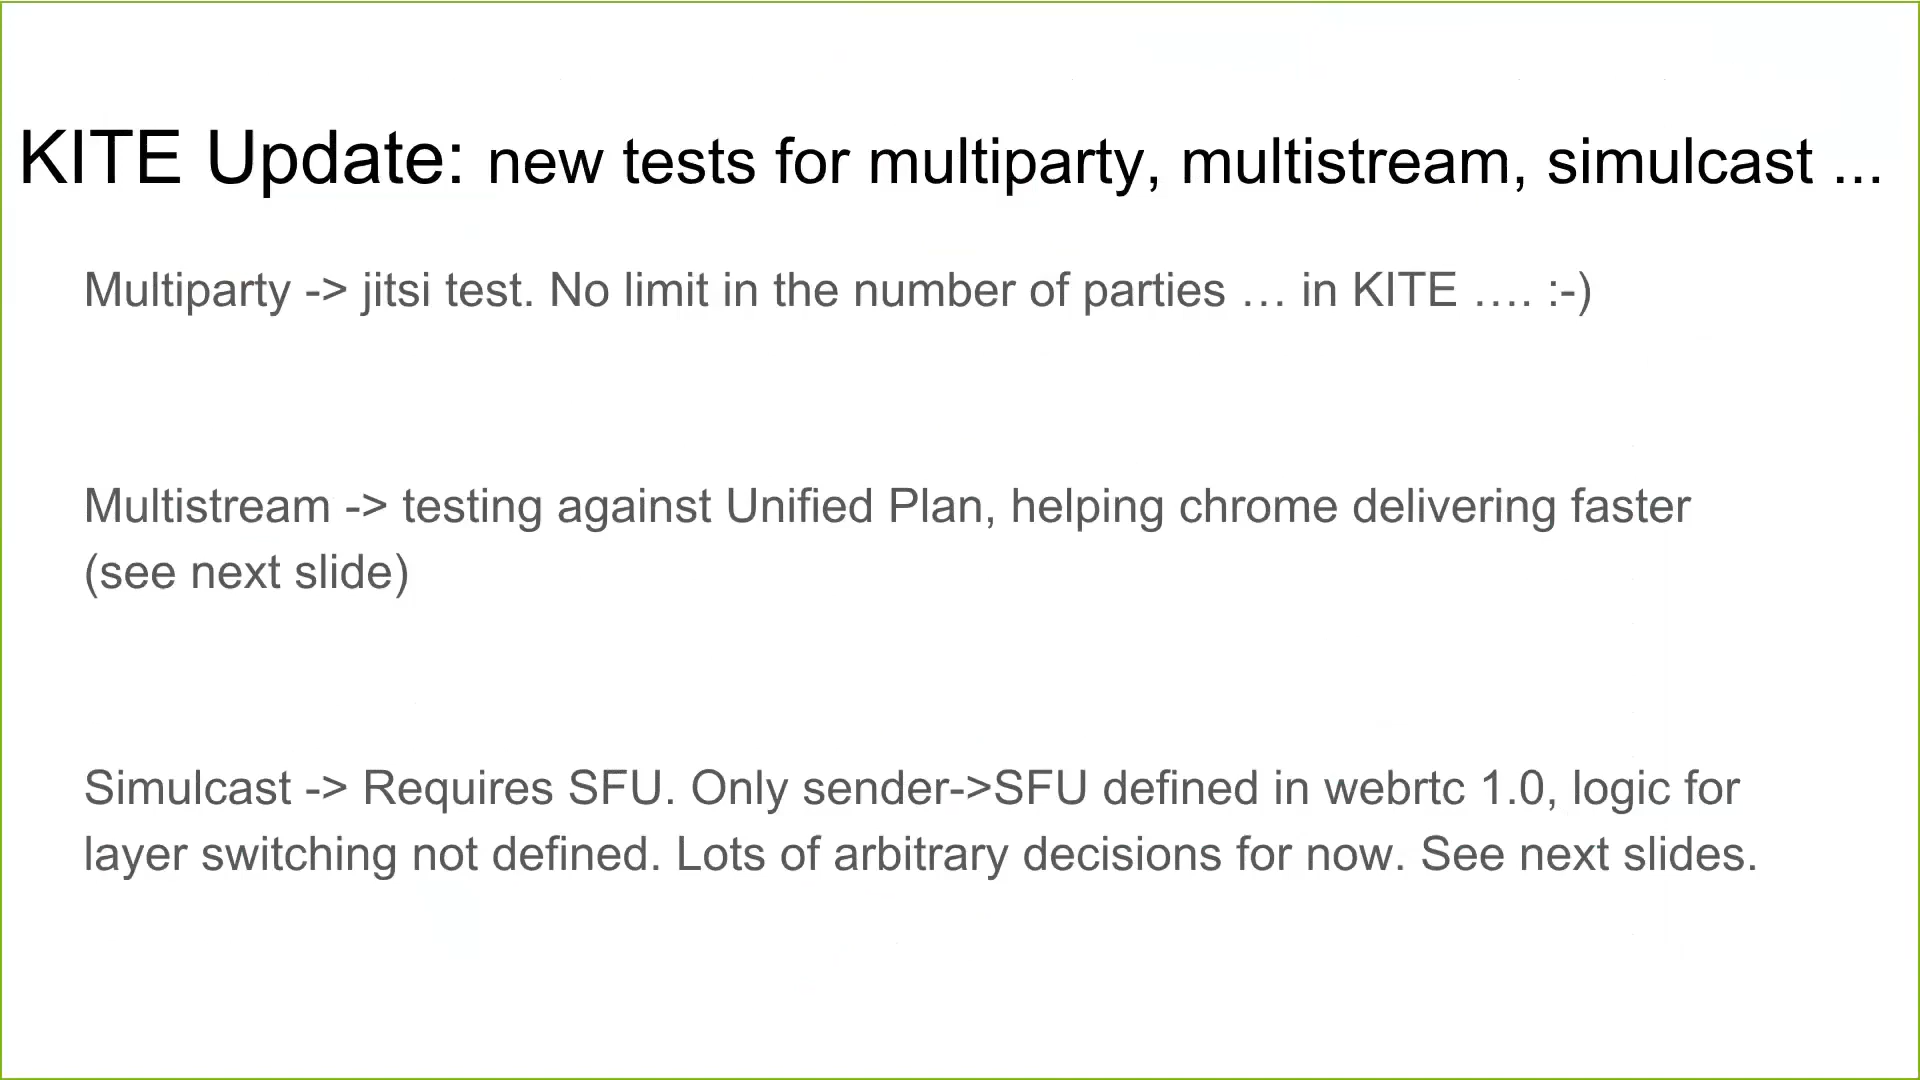 KITE Update: new tests for multiparty, multistream, simulcast ...
Multiparty -> jitsi test. No limit in the number of parties … in KITE …. :-)
Multistream -> testing against Unified Plan, helping chrome delivering faster
(see next slide)
Simulcast -> Requires SFU. Only sender->SFU defined in webrtc 1.0, logic for
layer switching not defined. Lots of arbitrary decisions for now. See next slides.